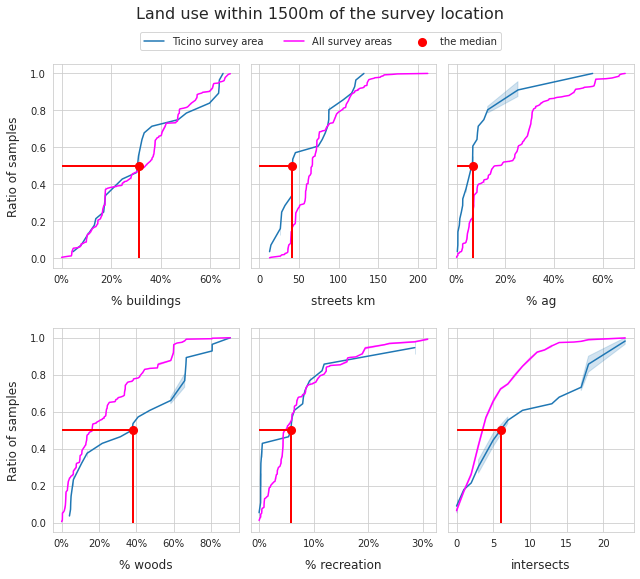 Land use within 1500m of the survey location
Ticino survey area All survey areas the median
Ratio of samples
1.0
0.8
0.6
0.4
0.2
0.0
0% 20% 40% 60%
% buildings
0 50 100 150 200
streets km
0% 20% 40% 60%
% ag
Ratio of samples
1.0
0.8
0.6
0.4
0.2
0.0
0% 20% 40% 60% 80%
% woods
0% 10% 20% 30%
% recreation
0 5 10 15 20
intersects